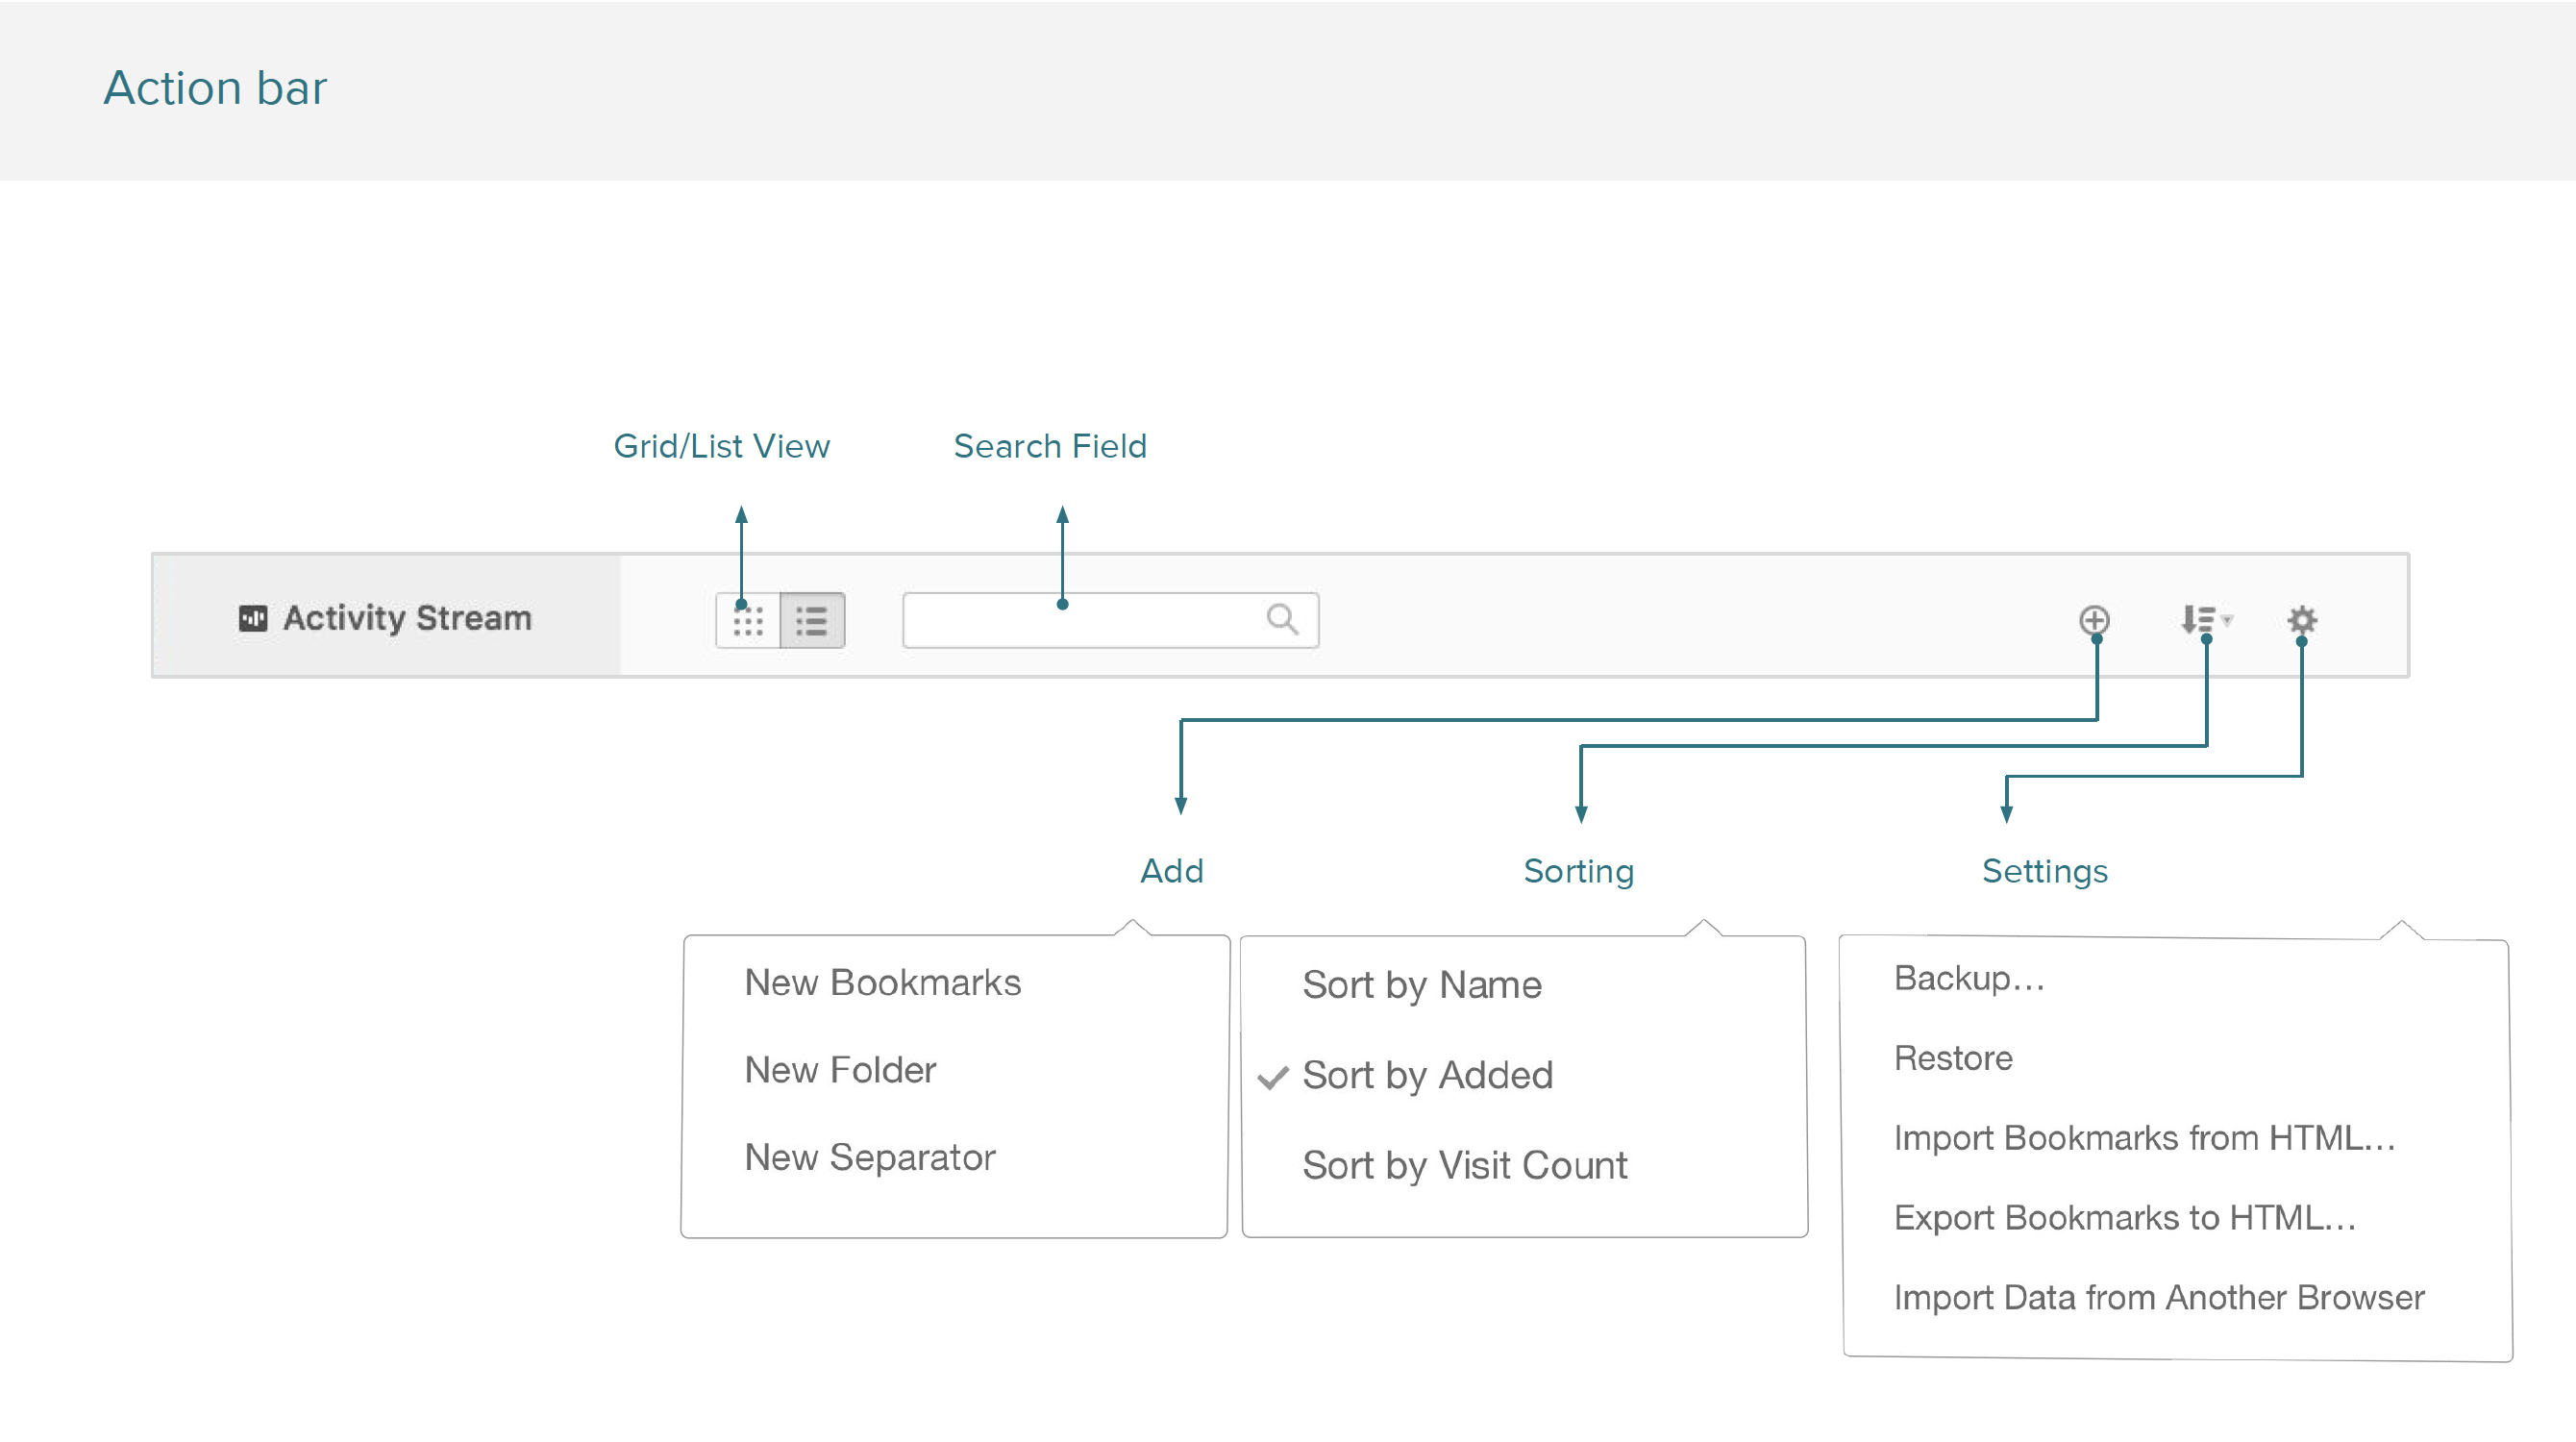 Action bar
Grid/List View
Search Field
Activity Stream
Add
Sorting
Settings
New Bookmarks
New Folder
New Separator
Sort by Name
Sort by Added
Sort by Visit Count
Backup...
Restore
Import Bookmarks from HTML...
Export Bookmarks to HTML...
Import Data from Another Browser